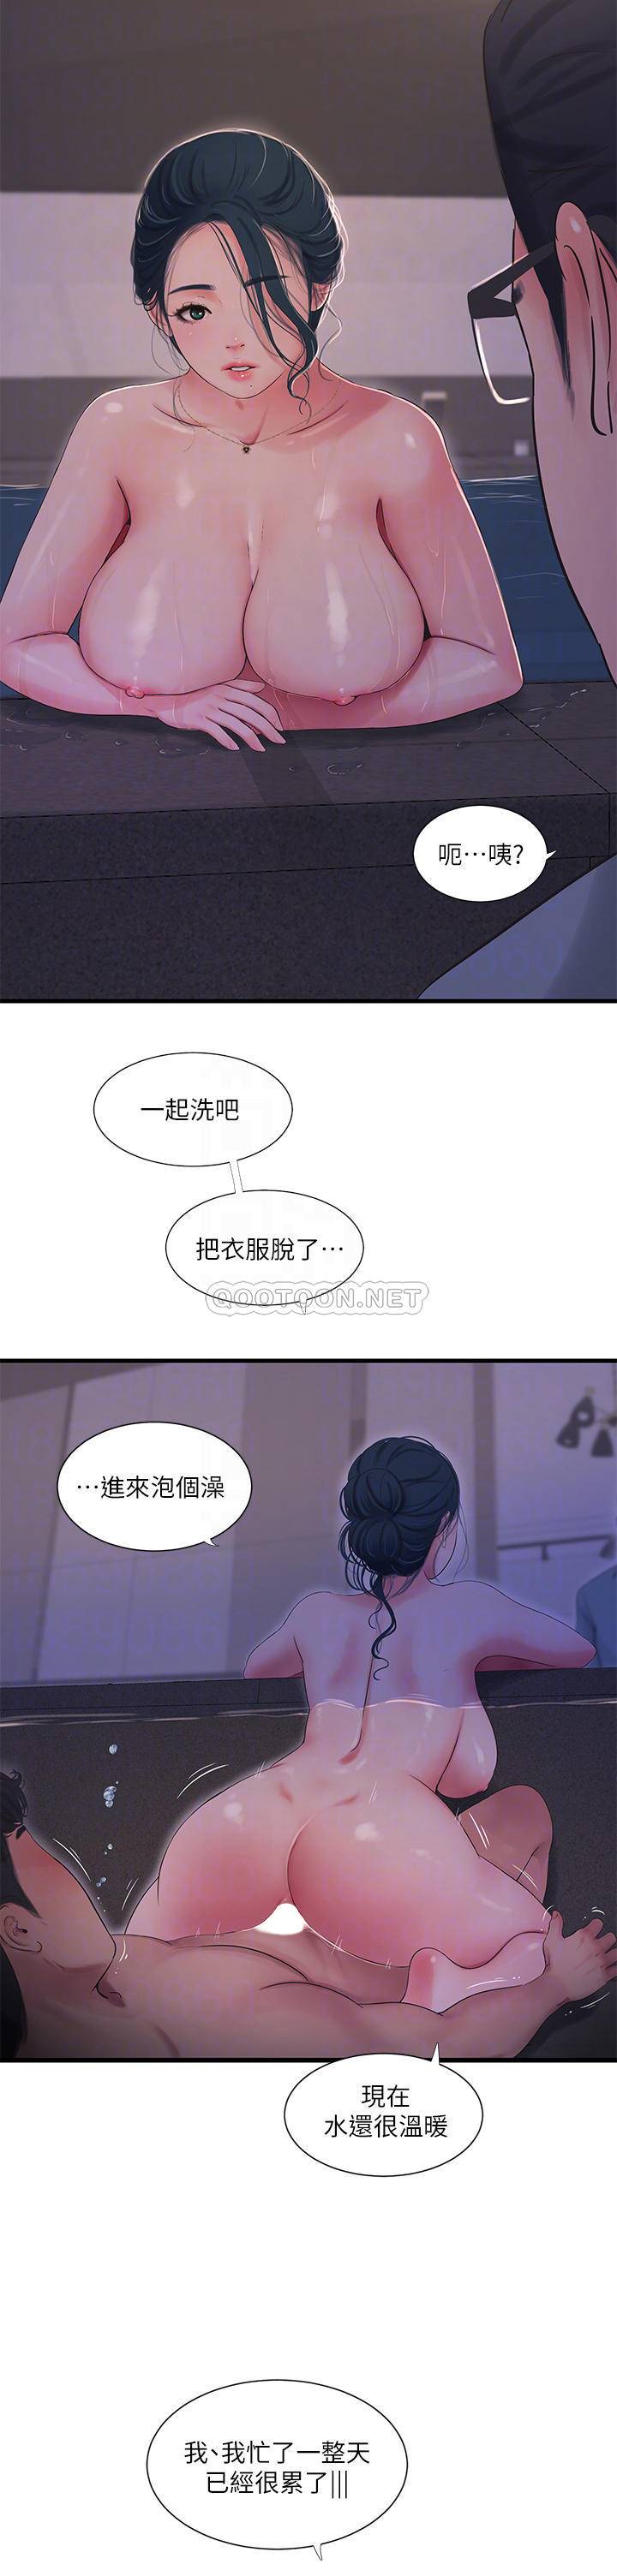 呃⋯咦?
一起洗吧
把衣服脫了⋯
QOOTOON.NET
⋯進來泡個澡
現在
水還很溫暖
我、我忙了一整天
已經很累了|||